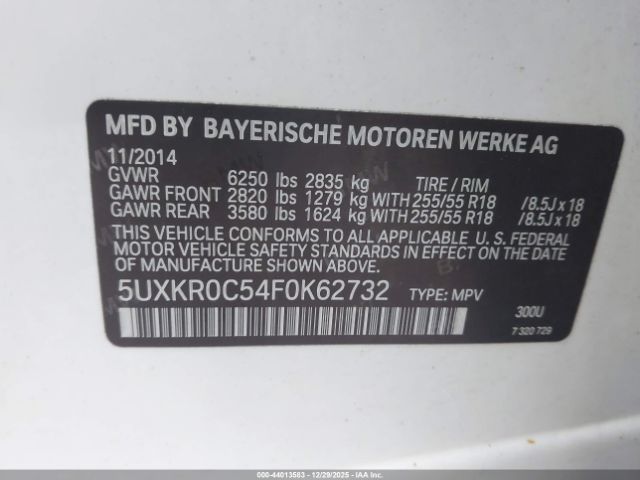 MFD BY BAYERISCHE MOTOREN WERKE AG
11/2014
GVWR 6250 lbs 2835 kg TIRE / RIM
GAWR FRONT 2820 lbs 1279 kg WITH 255/55 R18 / 8.5J x 18
GAWR REAR 3580 lbs 1624 kg WITH 255/55 R18 / 8.5J x 18
THIS VEHICLE CONFORMS TO ALL APPLICABLE U. S. FEDERAL
MOTOR VEHICLE SAFETY STANDARDS IN EFFECT ON THE
DATE OF MANUFACTURE SHOWN ABOVE.
5UXKR0C54F0K62732 TYPE: MPV
300U
7 320 729
000-44013583 - 12/29/2025 - IAAI.COM